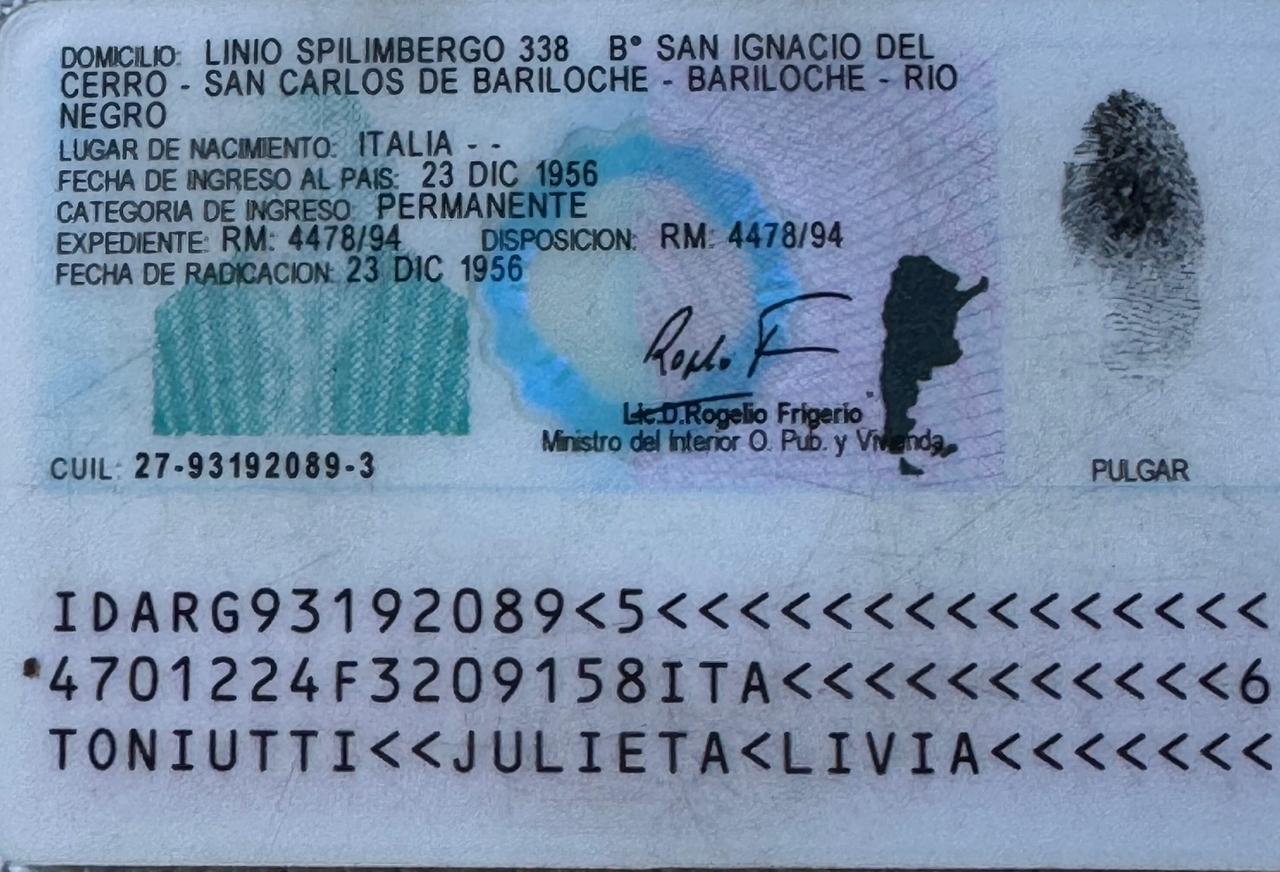 DOMICILIO: LINIO SPILIMBERGO 338 B° SAN IGNACIO DEL
CERRO - SAN CARLOS DE BARILOCHE - BARILOCHE - RIO
NEGRO
LUGAR DE NACIMIENTO: ITALIA - -
FECHA DE INGRESO AL PAIS: 23 DIC 1956
CATEGORIA DE INGRESO: PERMANENTE
EXPEDIENTE: RM: 4478/94 DISPOSICION: RM: 4478/94
FECHA DE RADICACION: 23 DIC 1956
Lic.D.Rogelio Frigerio
Ministro del Interior O. Pub. y Vivienda
CUIL: 27-93192089-3
PULGAR
IDARG93192089<5<<<<<<<<<<<<<<<
4701224F3209158ITA<<<<<<<<<<<6
TONIUTTI<<JULIETA<LIVIA<<<<<<<